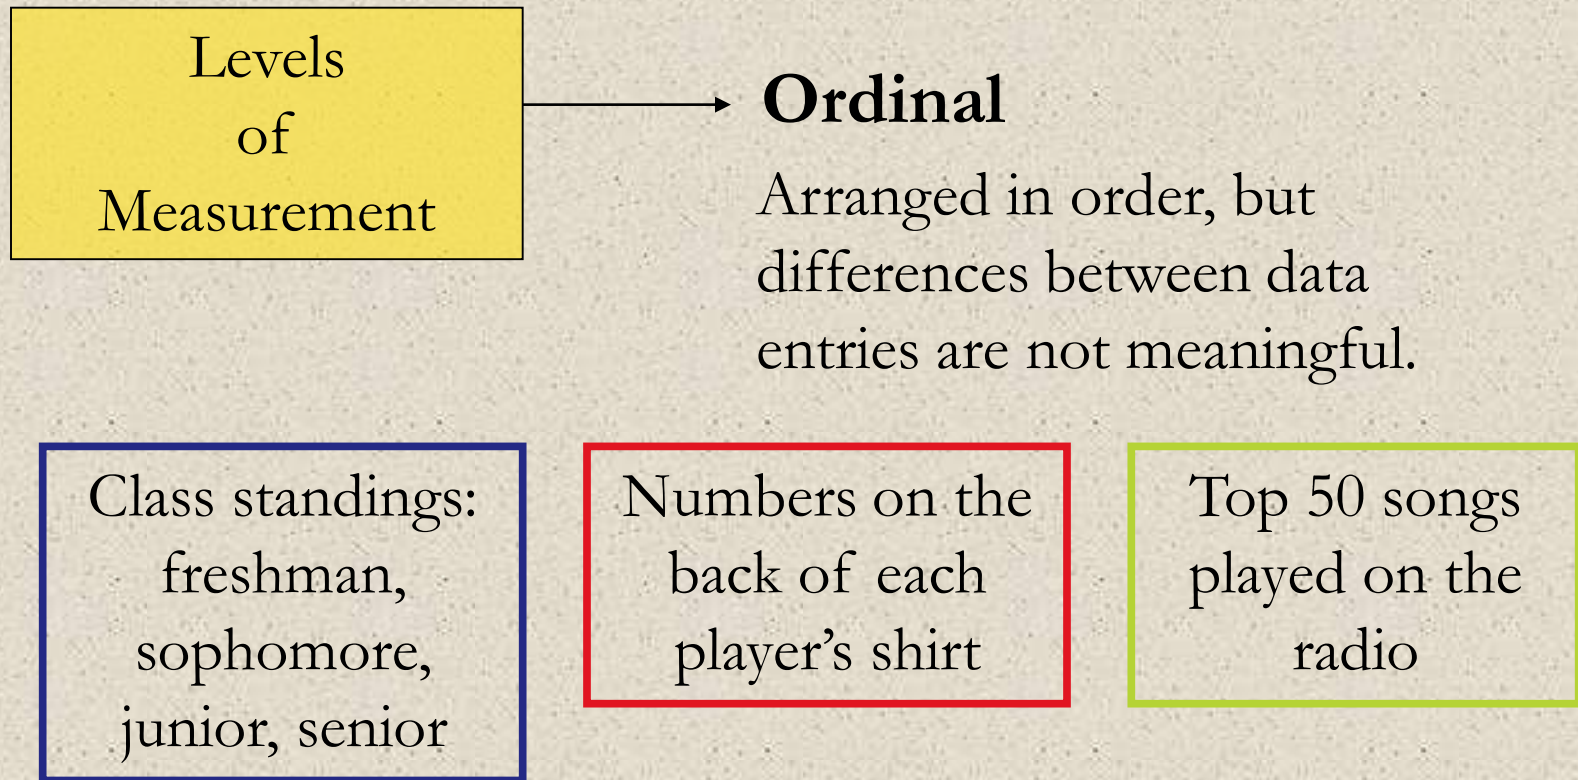 Levels
of
Measurement
Ordinal
Arranged in order, but
differences between data
entries are not meaningful.
Class standings:
freshman,
sophomore,
junior, senior
Numbers on the
back of each
player’s shirt
Top 50 songs
played on the
radio